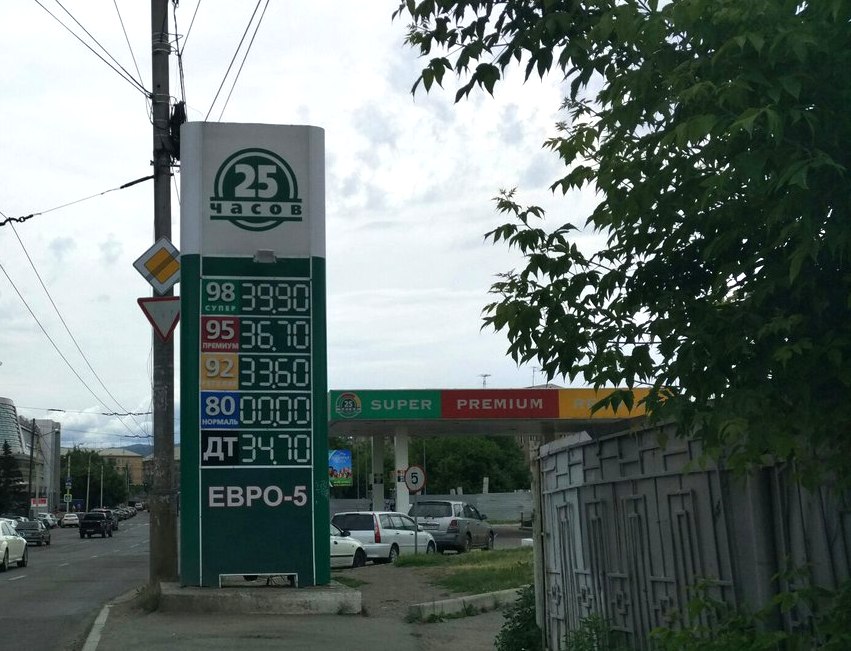 25
часов
98 39.90
СУПЕР
95 36.70
ПРЕМИУМ
92 33.60
80 00.00
НОРМАЛЬ
ДТ 34.70
ЕВРО-5
25 SUPER PREMIUM
5